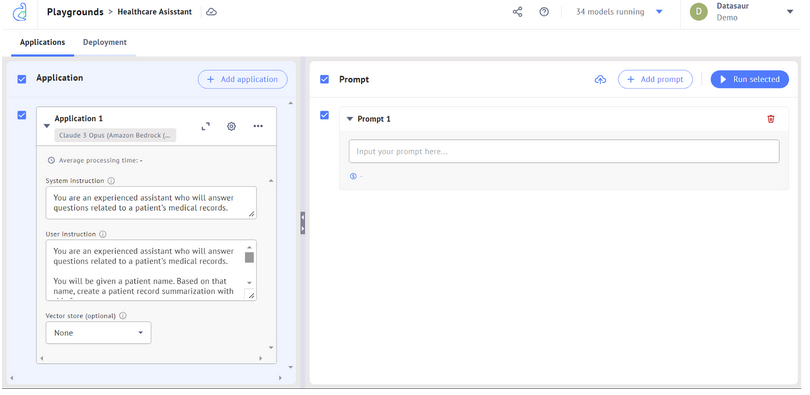 Playgrounds > Healthcare Asisstant
34 models running
D
Datasaur
Demo
Applications
Deployment
Application
+ Add application
Application 1
Claude 3 Opus (Amazon Bedrock (...
Average processing time: -
System instruction
You are an experienced assistant who will answer
questions related to a patient's medical records.
User instruction
You are an experienced assistant who will answer
questions related to a patient's medical records.
You will be given a patient name. Based on that
name, create a patient record summarization with
Vector store (optional)
None
Prompt
+ Add prompt
Run selected
Prompt 1
Input your prompt here...
-